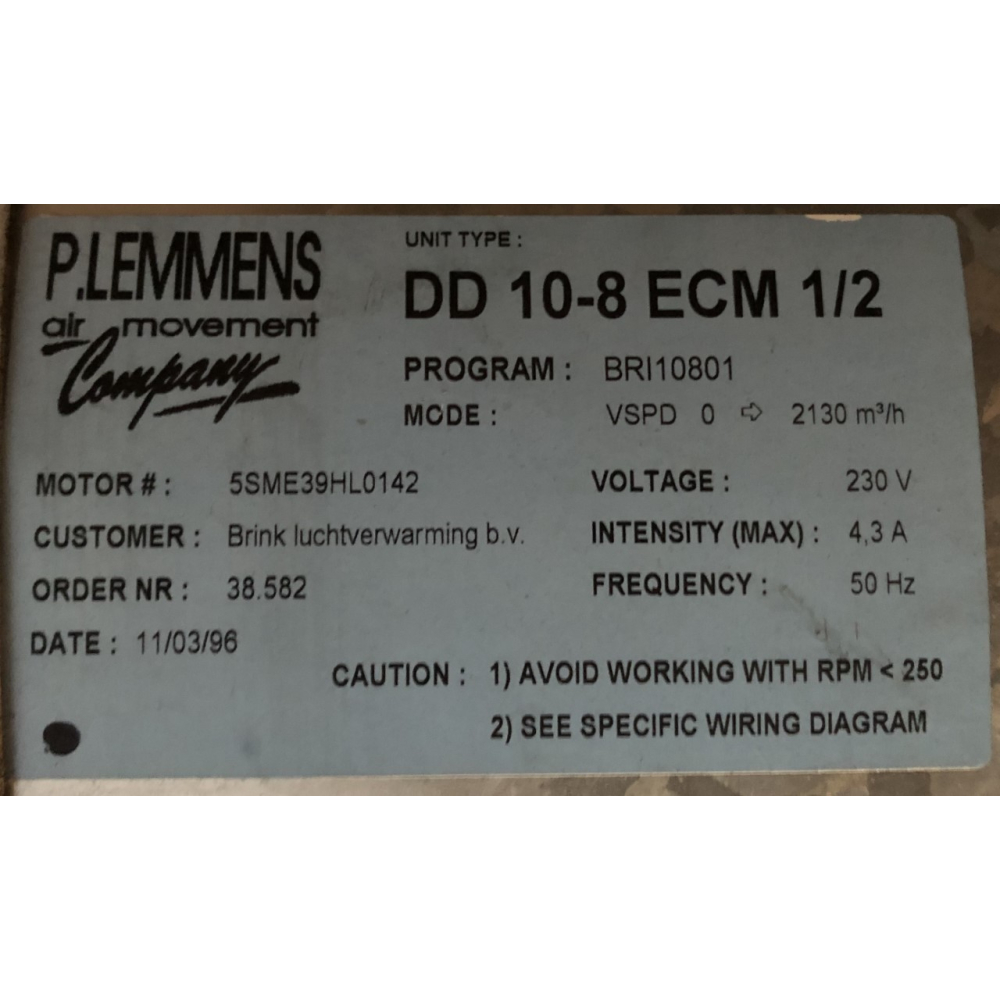 P.LEMMENS
air movement
Company
UNIT TYPE :
DD 10-8 ECM 1/2
PROGRAM : BRI10801
MODE : VSPD 0 ⇨ 2130 m³/h
MOTOR # : 5SME39HL0142
VOLTAGE : 230 V
CUSTOMER : Brink luchtverwarming b.v.
INTENSITY (MAX) : 4,3 A
ORDER NR : 38.582
FREQUENCY : 50 Hz
DATE : 11/03/96
CAUTION : 1) AVOID WORKING WITH RPM < 250
2) SEE SPECIFIC WIRING DIAGRAM